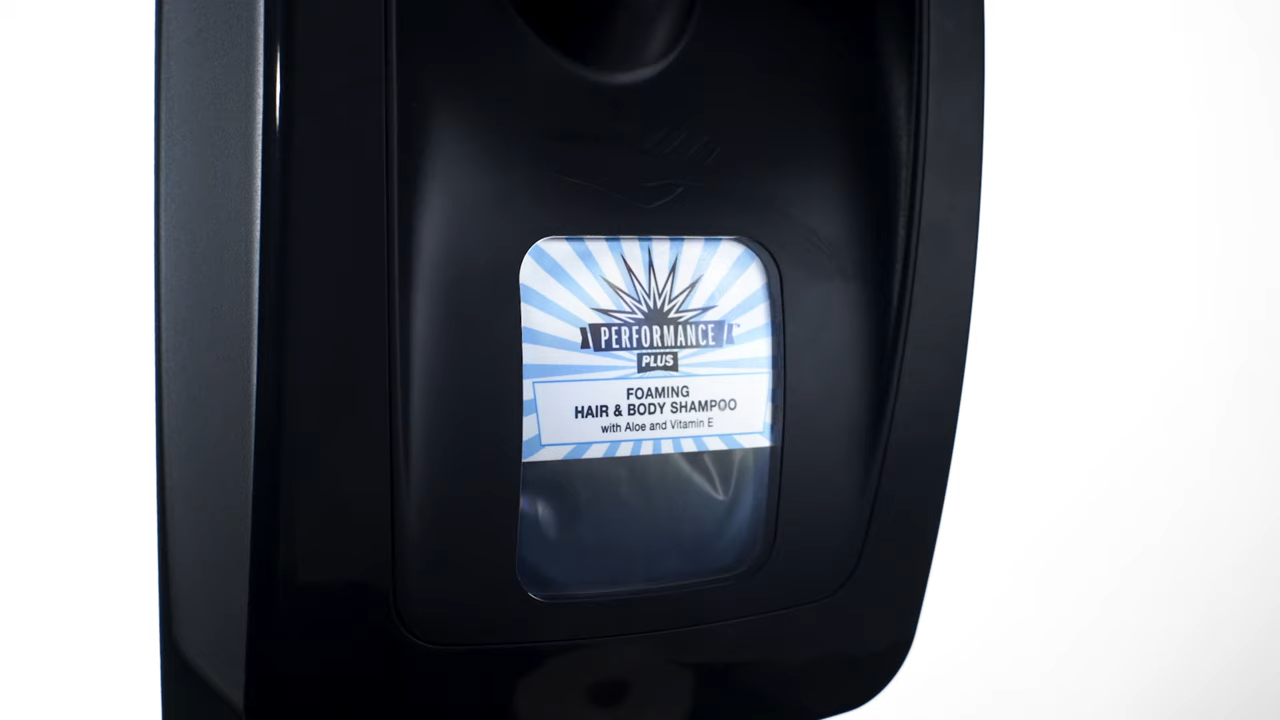 PERFORMANCE
PLUS
FOAMING
HAIR & BODY SHAMPOO
with Aloe and Vitamin E